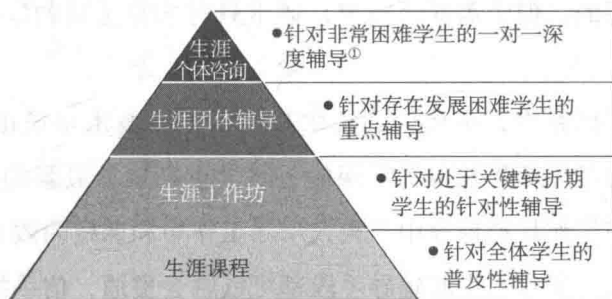 生涯
个体咨询
●针对非常困难学生的一对一深
度辅导①
生涯团体辅导
●针对存在发展困难学生的
重点辅导
生涯工作坊
●针对处于关键转折期
学生的针对性辅导
生涯课程
●针对全体学生的
普及性辅导